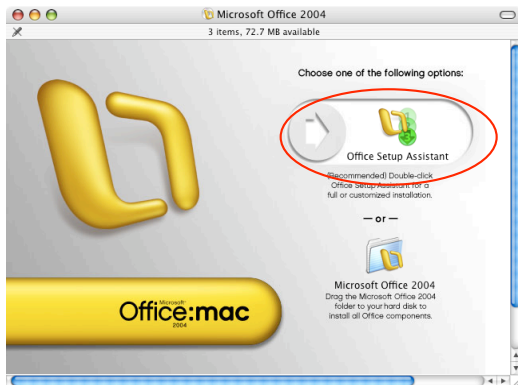 Microsoft Office 2004
3 items, 72.7 MB available
Choose one of the following options:
Office Setup Assistant
(Recommended) Double-click
Office Setup Assistant for a
full or customized installation.
— or —
Microsoft Office 2004
Drag the Microsoft Office 2004
folder to your hard disk to
install all Office components.
Microsoft
Office:mac
2004